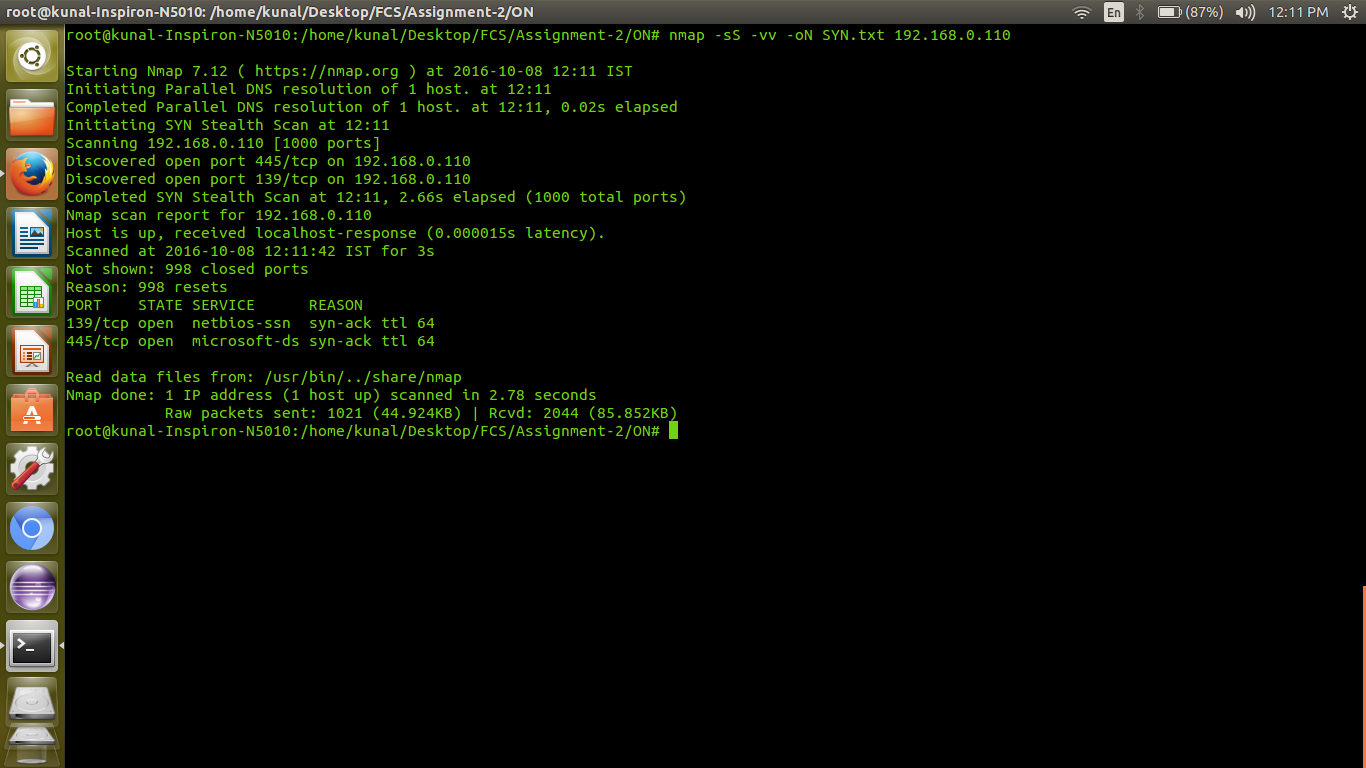 root@kunal-Inspiron-N5010: /home/kunal/Desktop/FCS/Assignment-2/ON
En
(87%)
12:11 PM
root@kunal-Inspiron-N5010:/home/kunal/Desktop/FCS/Assignment-2/ON# nmap -sS -vv -oN SYN.txt 192.168.0.110
Starting Nmap 7.12 ( https://nmap.org ) at 2016-10-08 12:11 IST
Initiating Parallel DNS resolution of 1 host. at 12:11
Completed Parallel DNS resolution of 1 host. at 12:11, 0.02s elapsed
Initiating SYN Stealth Scan at 12:11
Scanning 192.168.0.110 [1000 ports]
Discovered open port 445/tcp on 192.168.0.110
Discovered open port 139/tcp on 192.168.0.110
Completed SYN Stealth Scan at 12:11, 2.66s elapsed (1000 total ports)
Nmap scan report for 192.168.0.110
Host is up, received localhost-response (0.000015s latency).
Scanned at 2016-10-08 12:11:42 IST for 3s
Not shown: 998 closed ports
Reason: 998 resets
PORT    STATE SERVICE      REASON
139/tcp open  netbios-ssn  syn-ack ttl 64
445/tcp open  microsoft-ds syn-ack ttl 64
Read data files from: /usr/bin/../share/nmap
Nmap done: 1 IP address (1 host up) scanned in 2.78 seconds
           Raw packets sent: 1021 (44.924KB) | Rcvd: 2044 (85.852KB)
root@kunal-Inspiron-N5010:/home/kunal/Desktop/FCS/Assignment-2/ON#